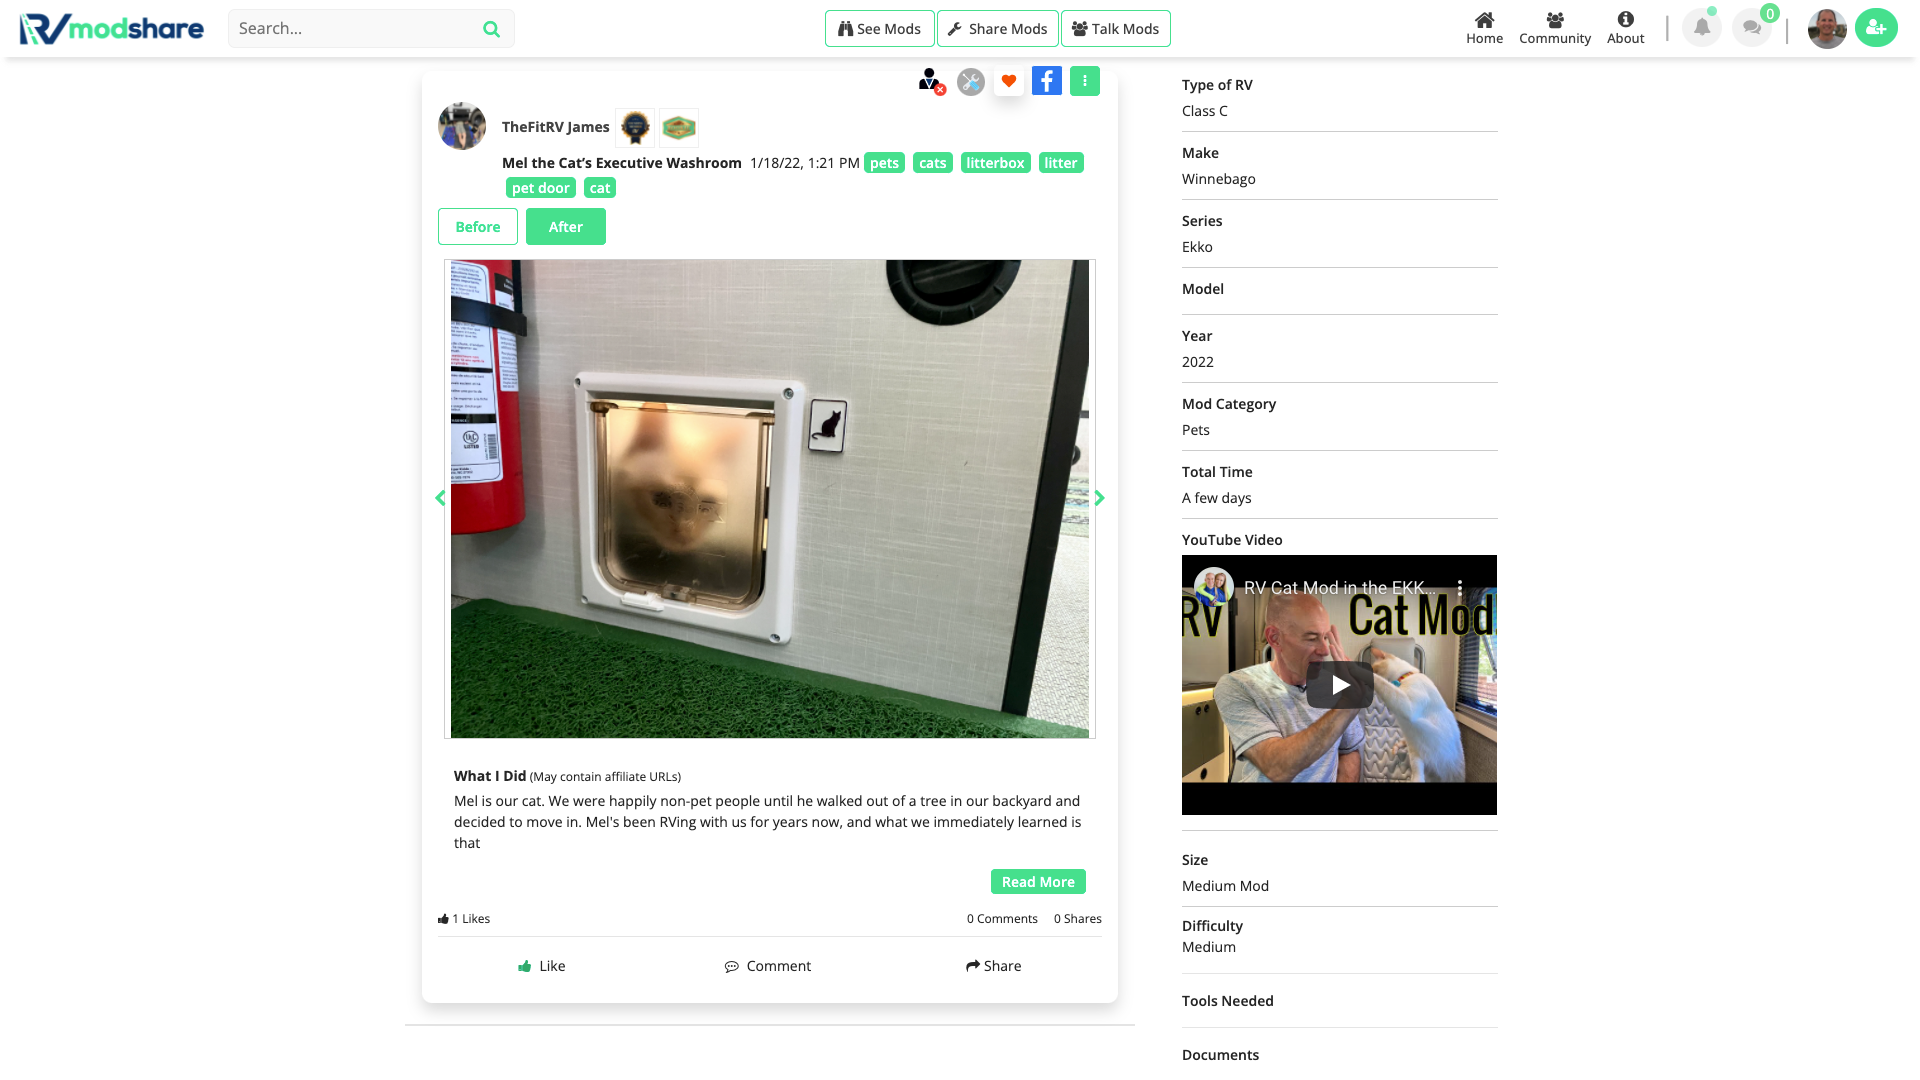 RVmodshare
Search...
See Mods
Share Mods
Talk Mods
Home
Community
About
0
TheFitRV James
Mel the Cat’s Executive Washroom 1/18/22, 1:21 PM pets cats litterbox litter
pet door cat
Before
After
What I Did (May contain affiliate URLs)
Mel is our cat. We were happily non-pet people until he walked out of a tree in our backyard and
decided to move in. Mel's been RVing with us for years now, and what we immediately learned is
that
Read More
1 Likes
0 Comments 0 Shares
Like
Comment
Share
Type of RV
Class C
Make
Winnebago
Series
Ekko
Model
Year
2022
Mod Category
Pets
Total Time
A few days
YouTube Video
RV Cat Mod in the EKK...
RV Cat Mod
Size
Medium Mod
Difficulty
Medium
Tools Needed
Documents